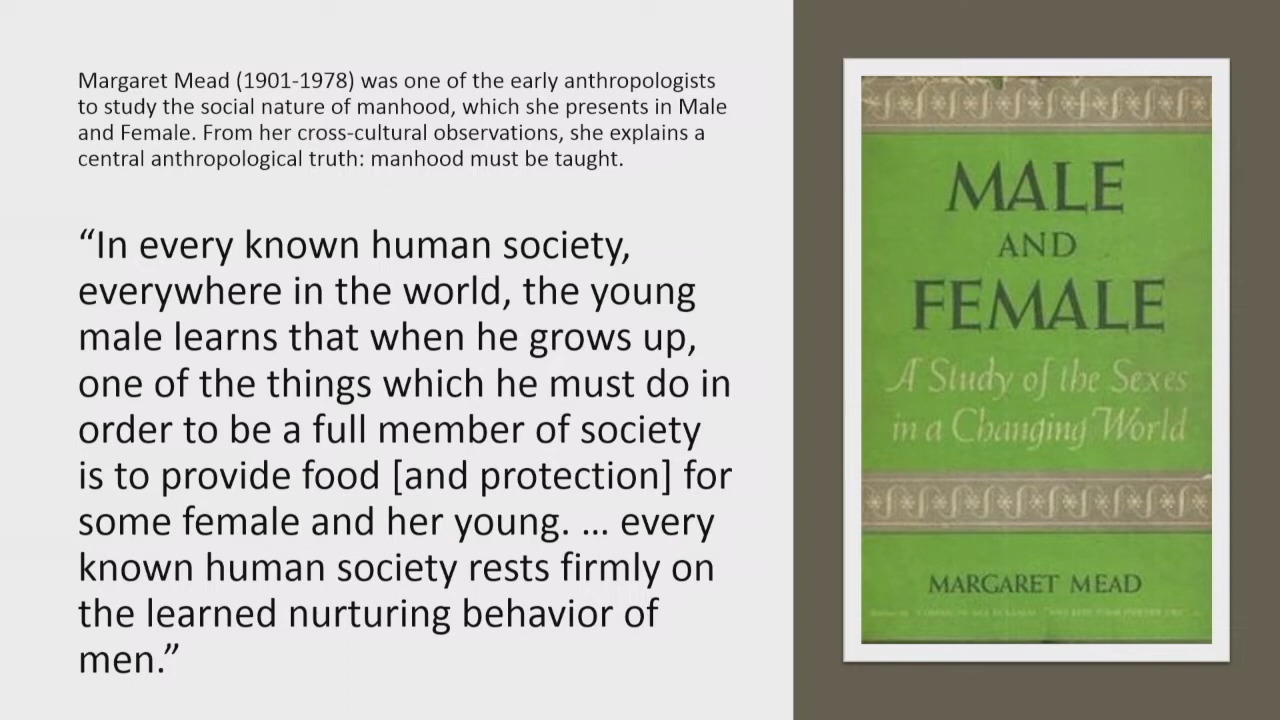 Margaret Mead (1901-1978) was one of the early anthropologists
to study the social nature of manhood, which she presents in Male
and Female. From her cross-cultural observations, she explains a
central anthropological truth: manhood must be taught.
“In every known human society,
everywhere in the world, the young
male learns that when he grows up,
one of the things which he must do in
order to be a full member of society
is to provide food [and protection] for
some female and her young. … every
known human society rests firmly on
the learned nurturing behavior of
men.”
MALE
AND
FEMALE
A Study of the Sexes
in a Changing World
MARGARET MEAD